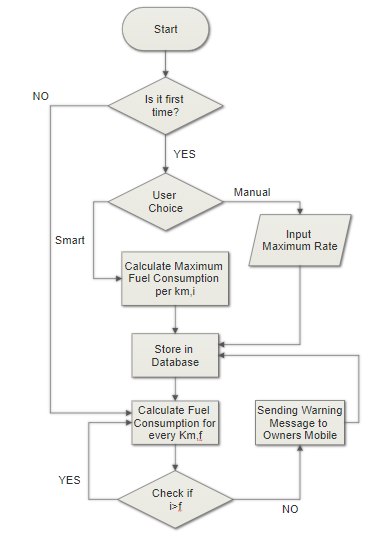 Start
NO
Is it first
time?
YES
User
Choice
Manual
Smart
Input
Maximum Rate
Calculate Maximum
Fuel Consumption
per km,i
Store in
Database
Calculate Fuel
Consumption for
every Km,f
Sending Warning
Message to
Owners Mobile
YES
Check if
i>f
NO